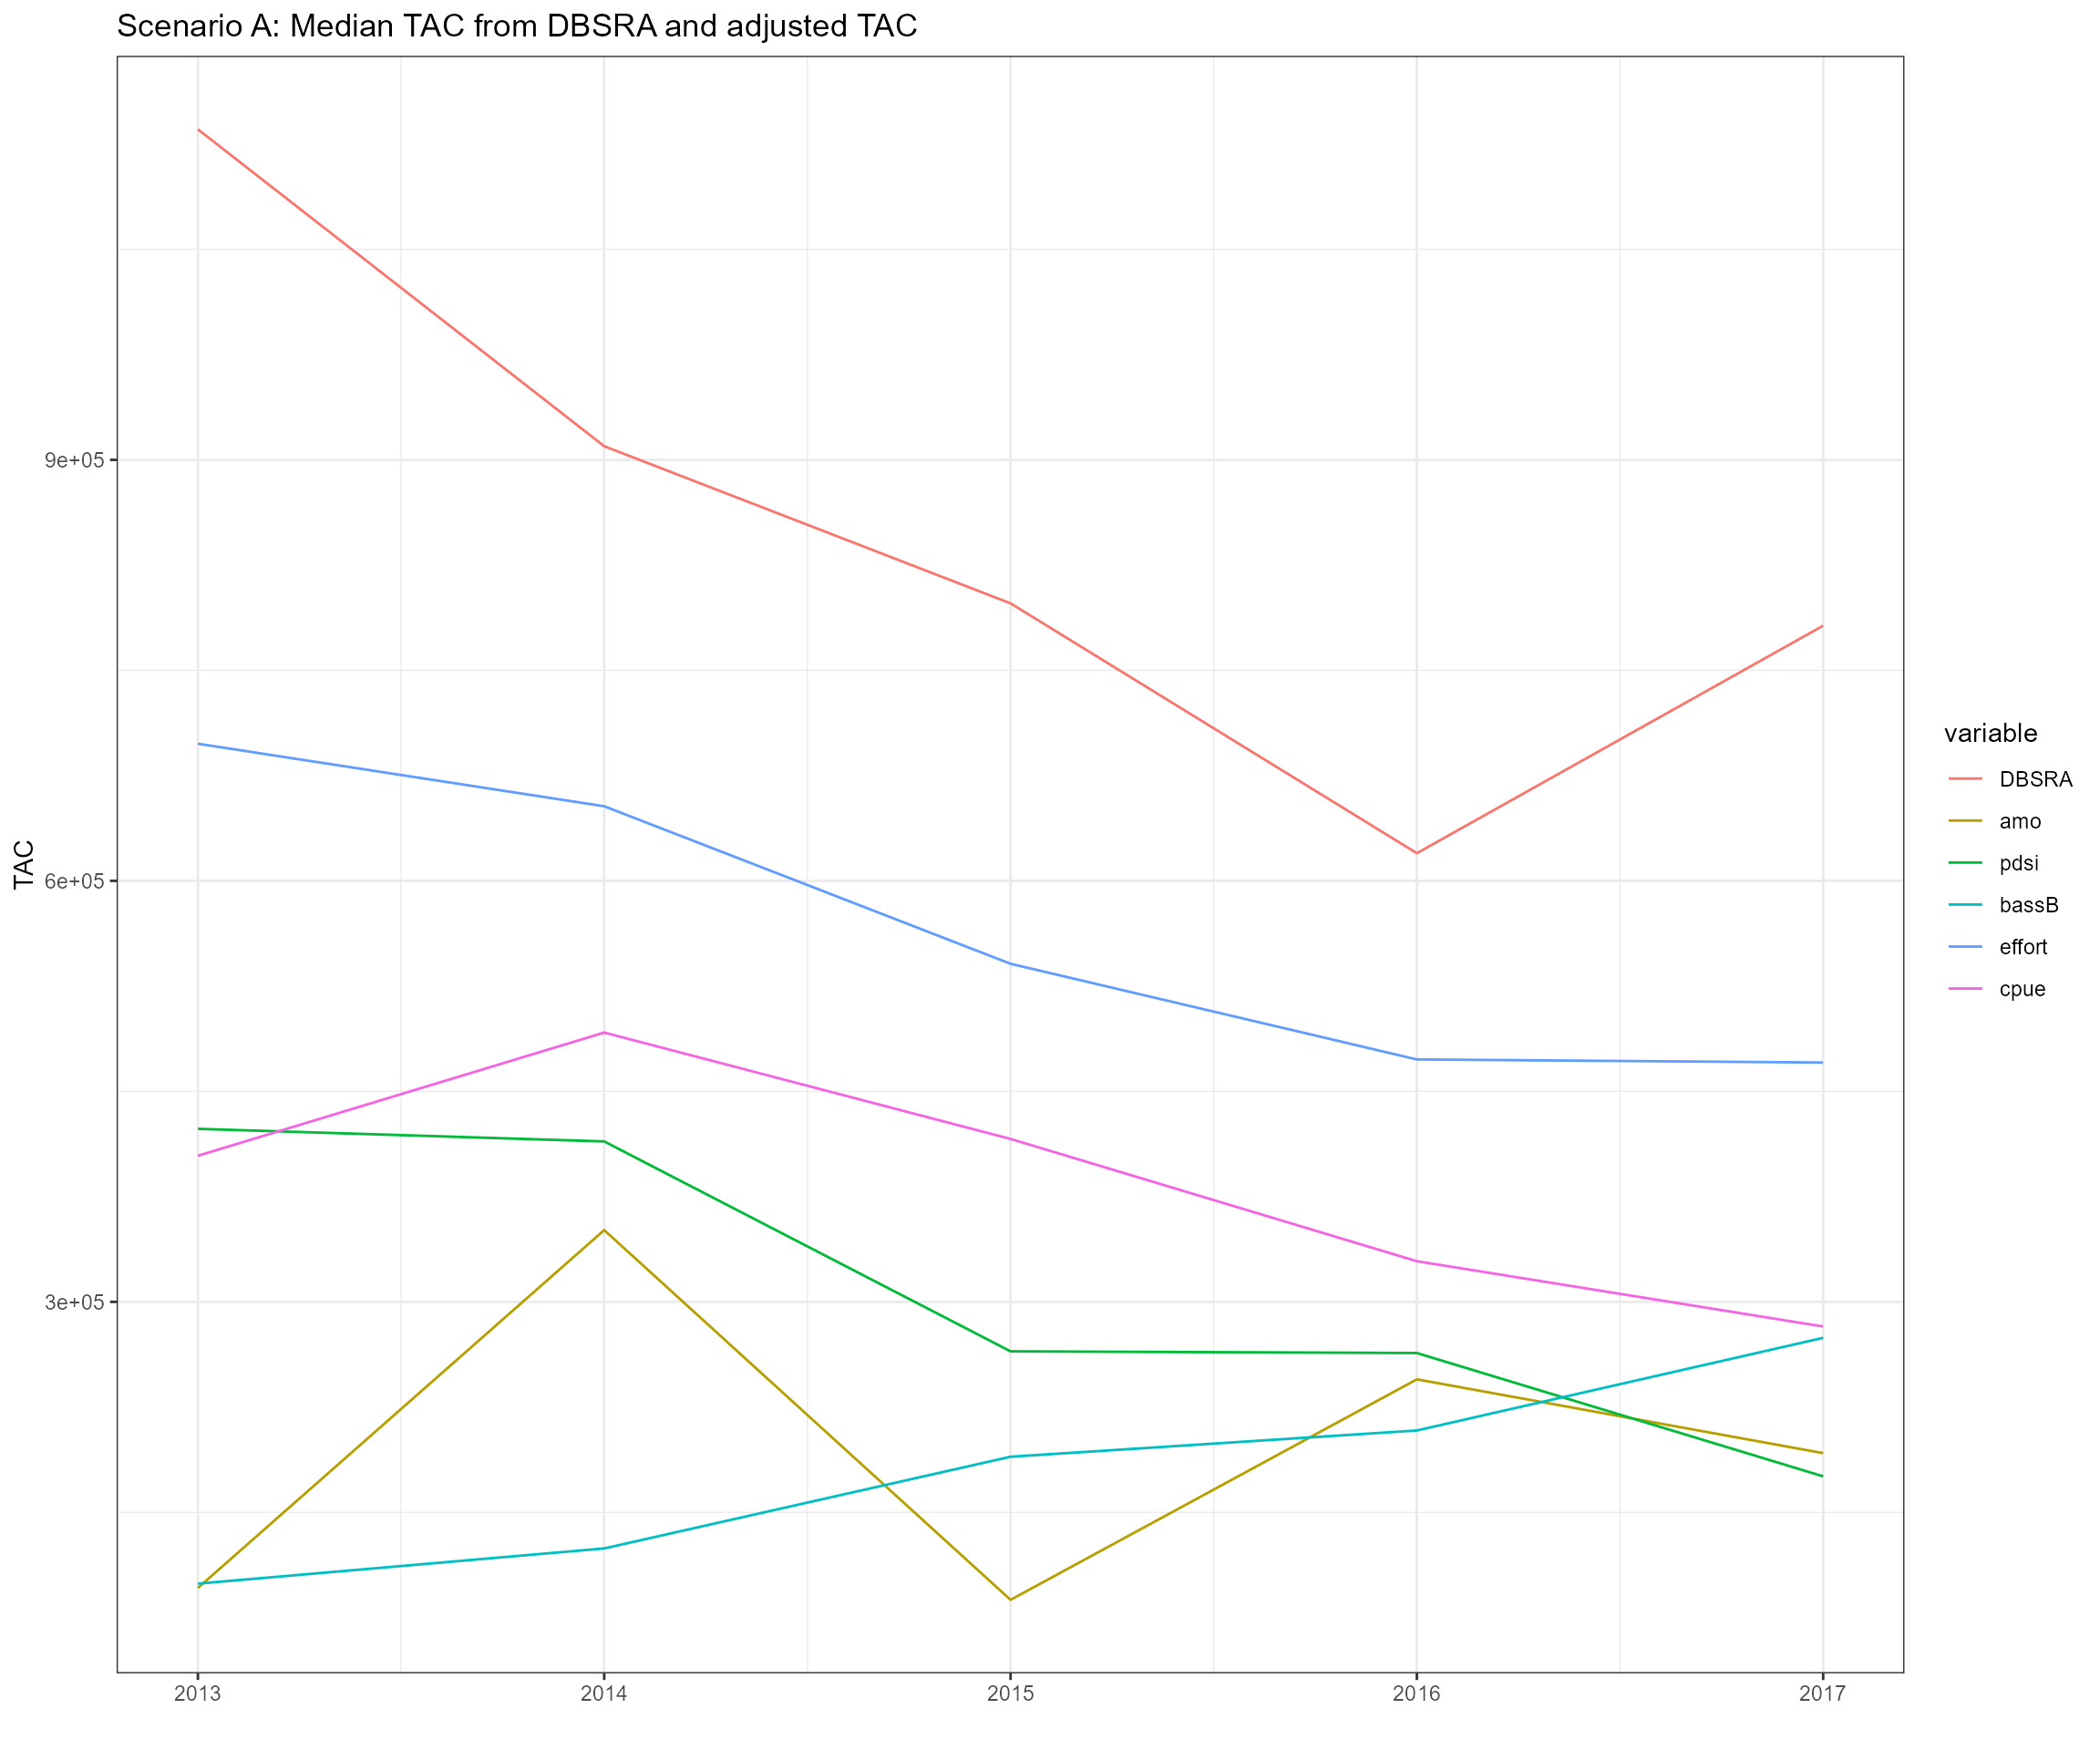 Scenario A: Median TAC from DBSRA and adjusted TAC
TAC
9e+05
6e+05
3e+05
2013
2014
2015
2016
2017
variable
DBSRA
amo
pdsi
bassB
effort
cpue